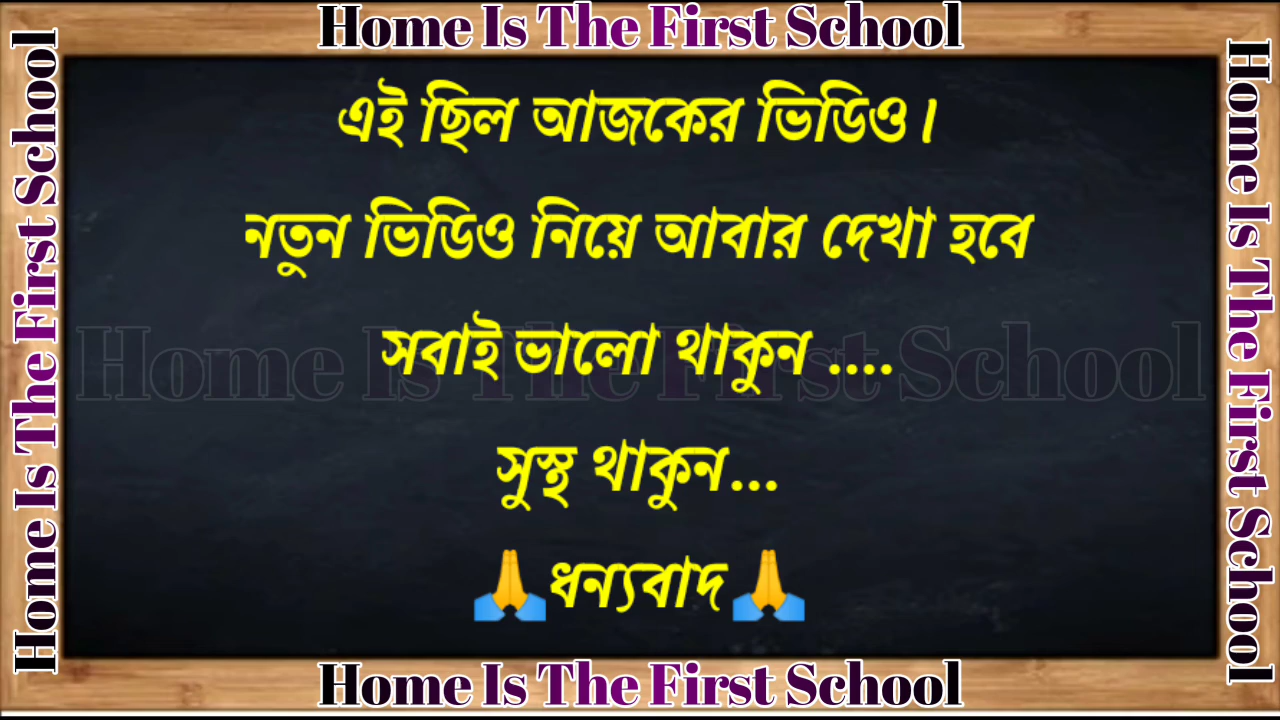 Home Is The First School
Home Is The First School
Home Is The First School
এই ছিল আজকের ভিডিও।
নতুন ভিডিও নিয়ে আবার দেখা হবে
সবাই ভালো থাকুন ....
Home Is The First School
সুস্থ থাকুন...
🙏ধন্যবাদ🙏
Home Is The First School